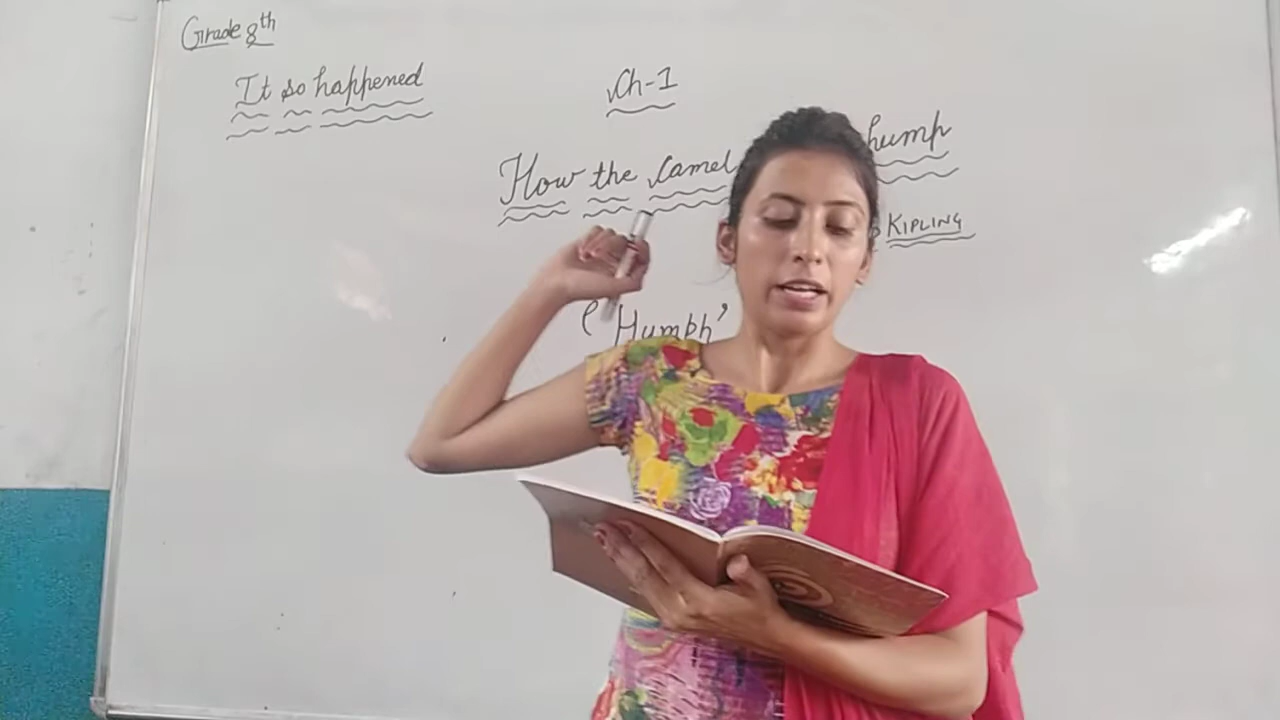 Grade 8th
It so happened
Ch-1
How the Camel hump
KIPLING
'Humph'